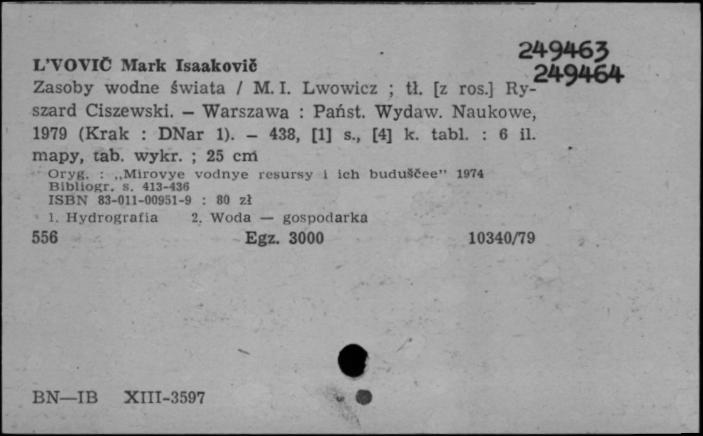 249463
L'VOVIČ Mark Isaakovič
249464
Zasoby wodne świata / M. I. Lwowicz ; tł. [z ros.] Ry-
szard Ciszewski. – Warszawa : Państ. Wydaw. Naukowe,
1979 (Krak : DNar 1). – 438, [1] s., [4] k. tabl. : 6 il.
mapy, tab. wykr. ; 25 cm
Oryg. : „Mirovye vodnye resursy i ich buduščee" 1974
Bibliogr. s. 413-436
ISBN 83-011-00951-9 : 80 zł
1. Hydrografia 2. Woda — gospodarka
556 Egz. 3000 10340/79
BN—IB XIII-3597